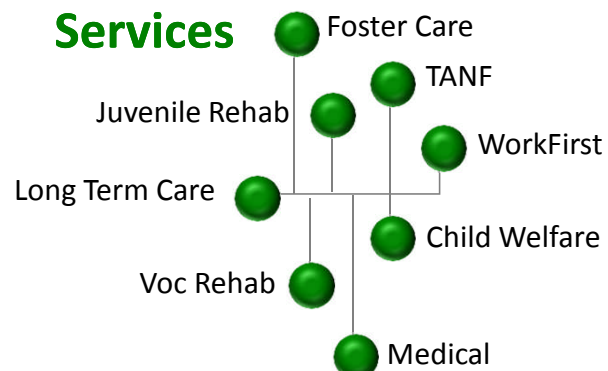 Services
Foster Care
TANF
Juvenile Rehab
WorkFirst
Long Term Care
Child Welfare
Voc Rehab
Medical